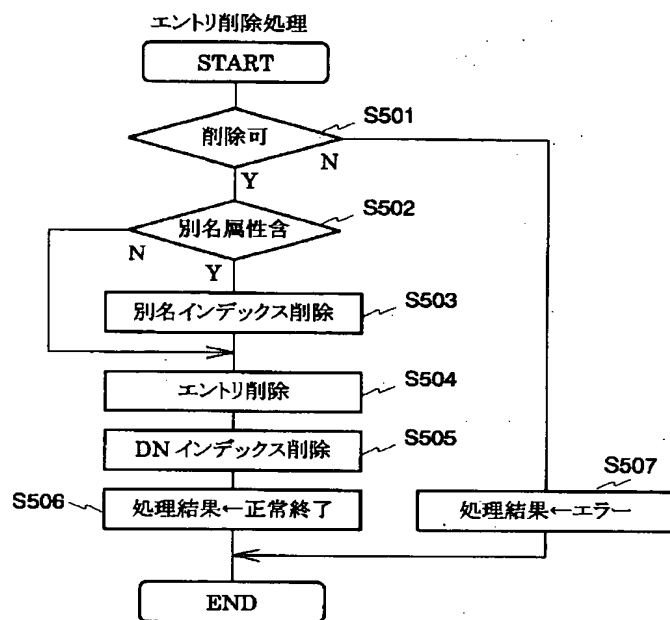 エントリ削除処理
START
削除可
S501
N
Y
別名属性含
S502
N
Y
別名インデックス削除
S503
エントリ削除
S504
DNインデックス削除
S505
S506
処理結果←正常終了
処理結果←エラー
S507
END